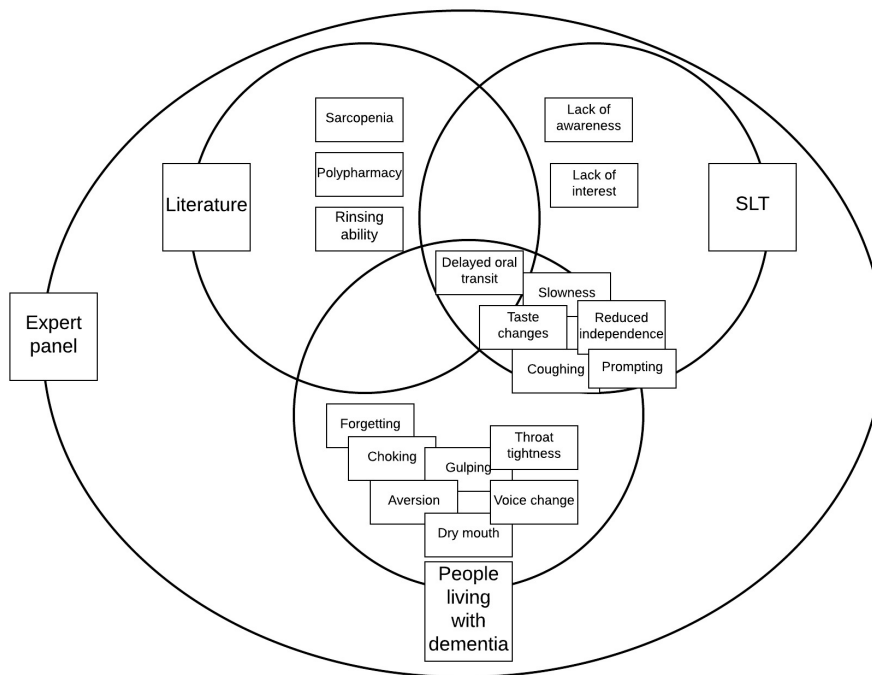 Sarcopenia
Lack of
awareness
Polypharmacy
Lack of
interest
Literature
SLT
Rinsing
ability
Delayed oral
transit
Slowness
Expert
panel
Taste
changes
Reduced
independence
Coughing
Prompting
Forgetting
Throat
tightness
Choking
Gulping
Aversion
Voice change
Dry mouth
People
living
with
dementia